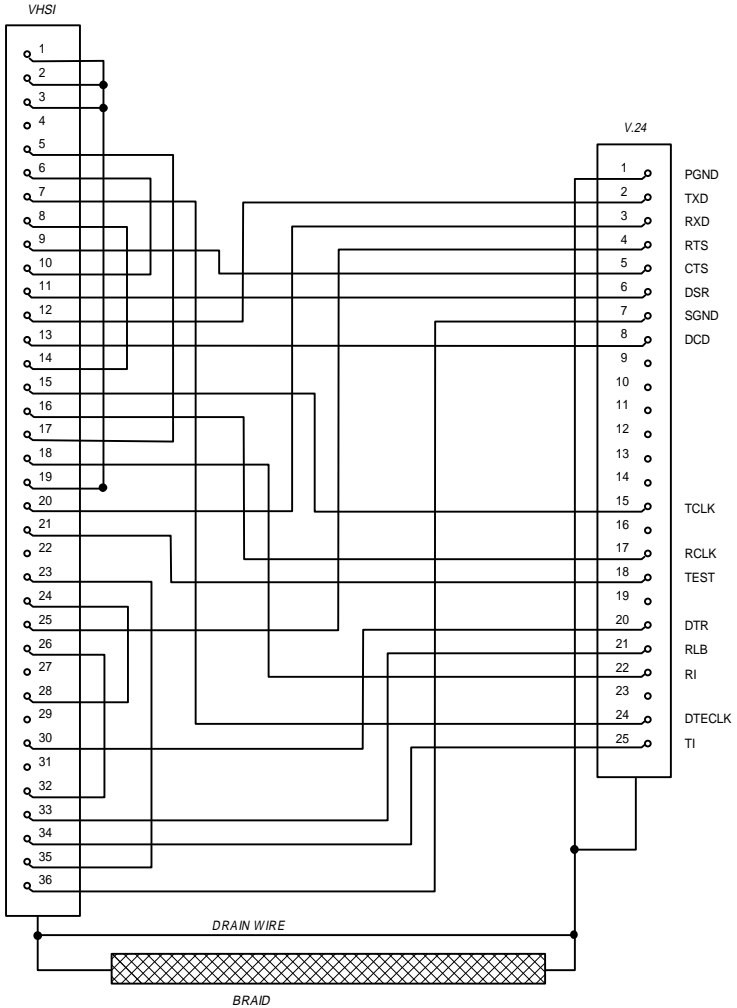 VHSI
1
2
3
4
5
6
7
8
9
10
11
12
13
14
15
16
17
18
19
20
21
22
23
24
25
26
27
28
29
30
31
32
33
34
35
36
V.24
1 PGND
2 TXD
3 RXD
4 RTS
5 CTS
6 DSR
7 SGND
8 DCD
9
10
11
12
13
14
15 TCLK
16
17 RCLK
18 TEST
19
20 DTR
21 RLB
22 RI
23
24 DTECLK
25 TI
DRAIN WIRE
BRAID